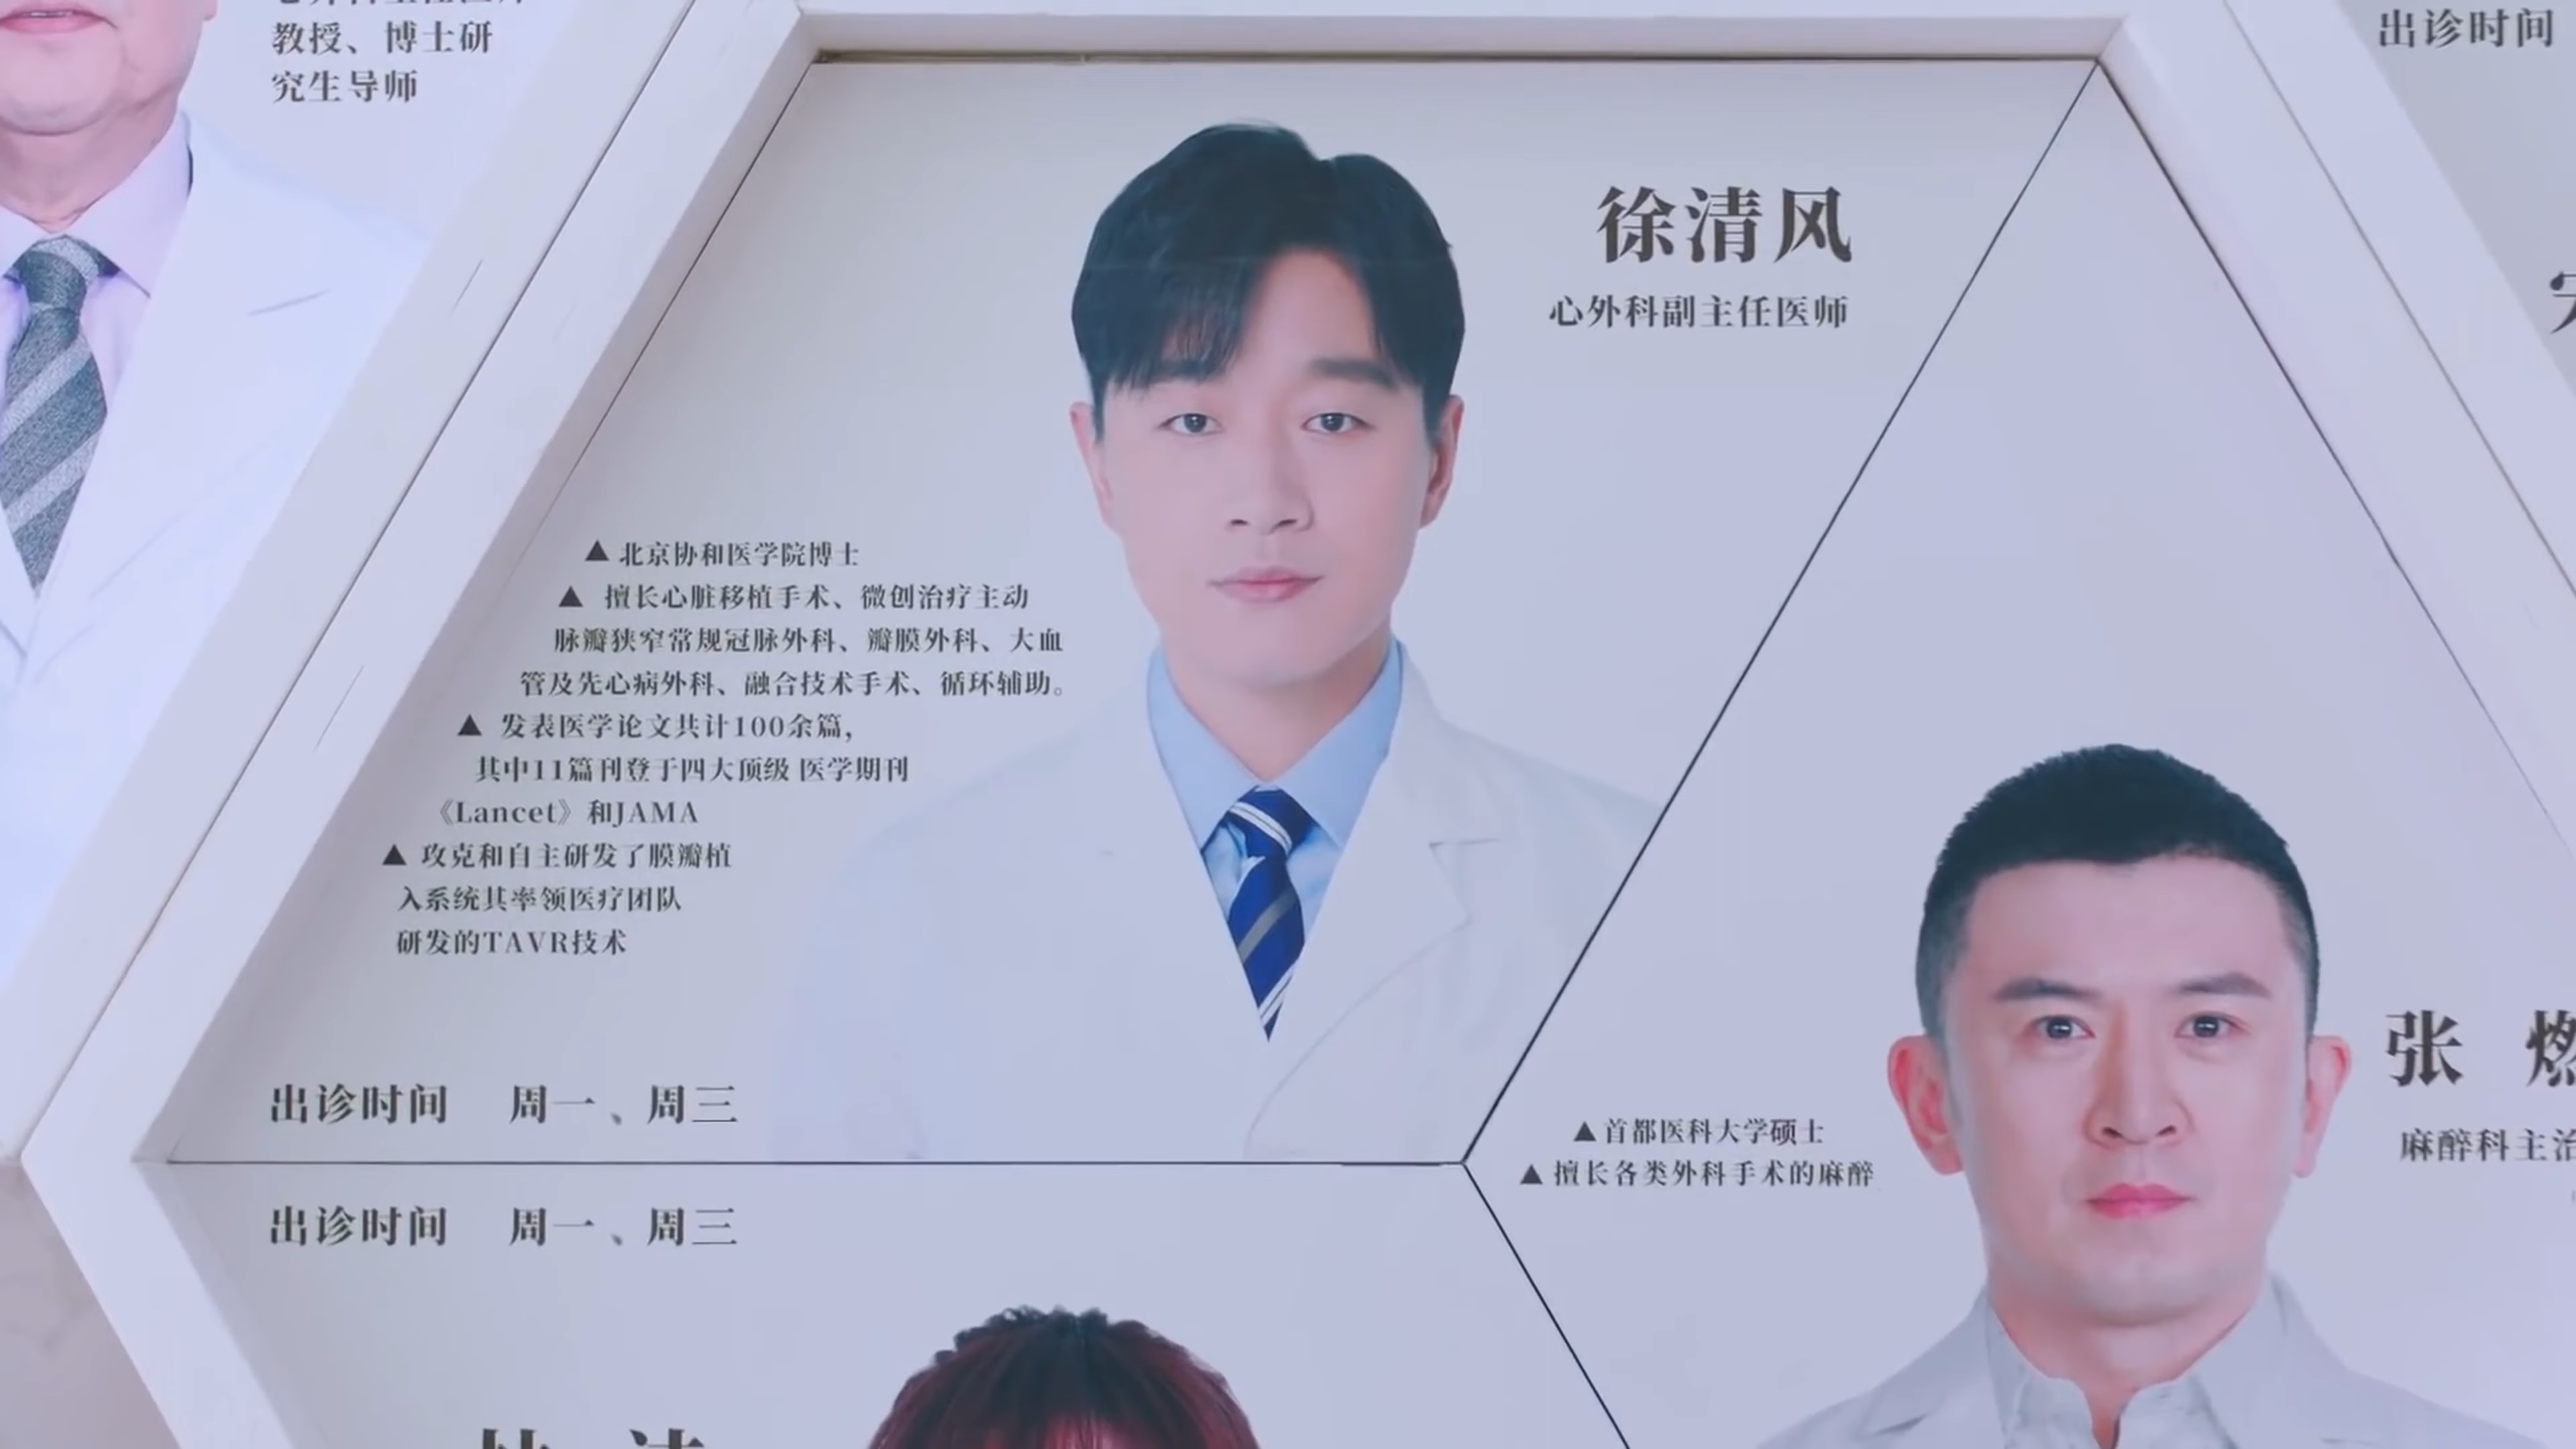 教授、博士研
究生导师
出诊时间
徐清风
心外科副主任医师
▲ 北京协和医学院博士
▲ 擅长心脏移植手术、微创治疗主动
脉瓣狭窄常规冠脉外科、瓣膜外科、大血
管及先心病外科、融合技术手术、循环辅助。
▲ 发表医学论文共计100余篇，
其中11篇刊登于四大顶级 医学期刊
《Lancet》和JAMA
▲ 攻克和自主研发了膜瓣植
入系统其率领医疗团队
研发的TAVR技术
出诊时间 周一、周三
张 燃
麻醉科主治
▲首都医科大学硕士
▲ 擅长各类外科手术的麻醉
出诊时间 周一、周三